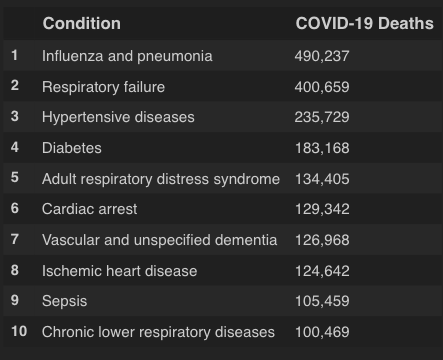 Condition COVID-19 Deaths
1 Influenza and pneumonia 490,237
2 Respiratory failure 400,659
3 Hypertensive diseases 235,729
4 Diabetes 183,168
5 Adult respiratory distress syndrome 134,405
6 Cardiac arrest 129,342
7 Vascular and unspecified dementia 126,968
8 Ischemic heart disease 124,642
9 Sepsis 105,459
10 Chronic lower respiratory diseases 100,469